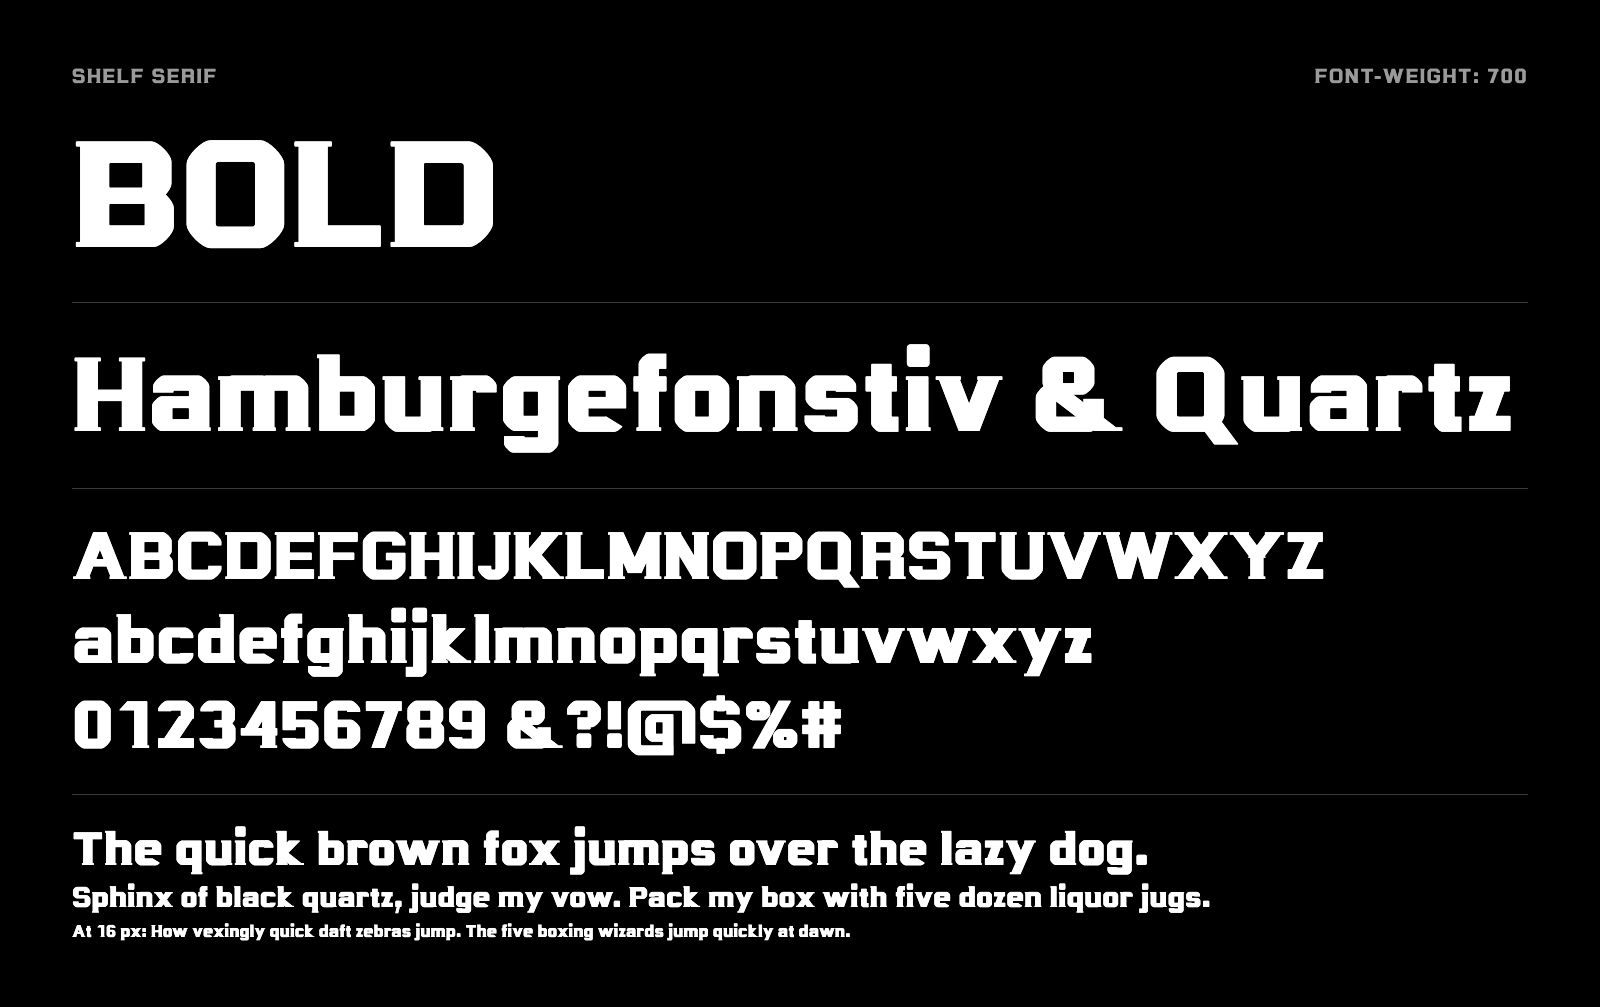 SHELF SERIF
FONT-WEIGHT: 700
BOLD
Hamburgefonstiv & Quartz
ABCDEFGHIJKLMNOPQRSTUVWXYZ
abcdefghijklmnopqrstuvwxyz
0123456789 &?!@$%#
The quick brown fox jumps over the lazy dog.
Sphinx of black quartz, judge my vow. Pack my box with five dozen liquor jugs.
At 16 px: How vexingly quick daft zebras jump. The five boxing wizards jump quickly at dawn.